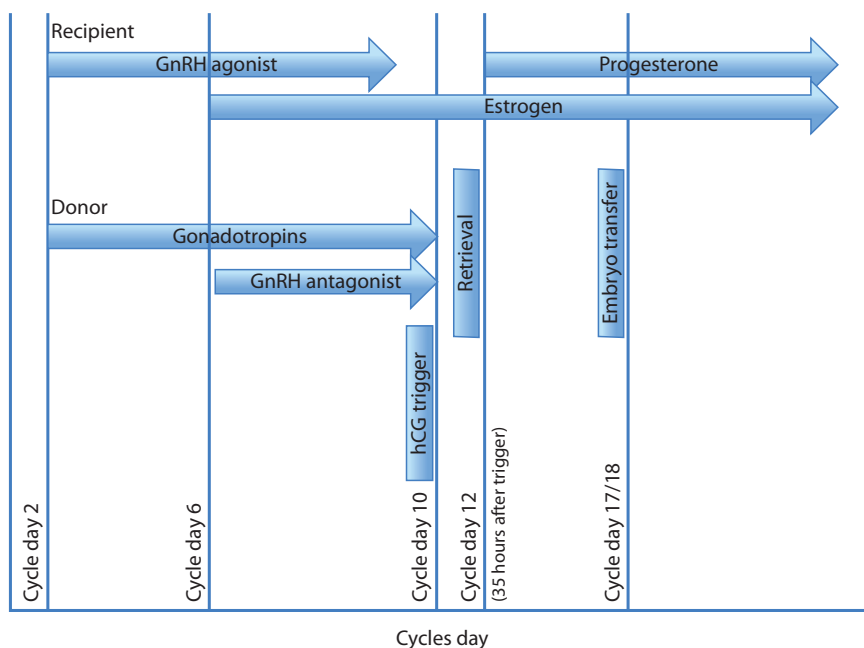 Recipient
GnRH agonist
Progesterone
Estrogen
Donor
Gonadotropins
GnRH antagonist
Retrieval
Embryo transfer
hCG trigger
Cycle day 2
Cycle day 6
Cycle day 10
Cycle day 12
(35 hours after trigger)
Cycle day 17/18
Cycles day